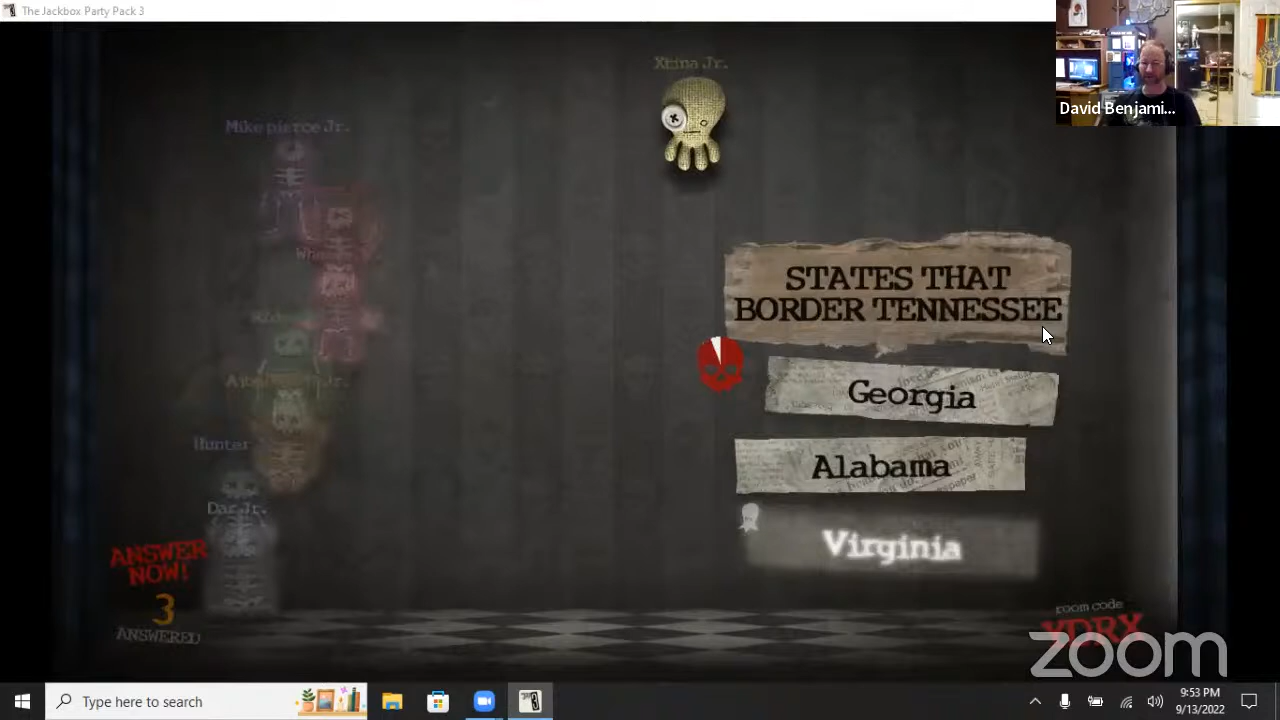 The Jackbox Party Pack 3
Xtina Jr.
David Benjami...
Mike pierce Jr.
STATES THAT
BORDER TENNESSEE
Georgia
Alabama
Hunter
Virginia
Dar Jr.
ANSWER
NOW!
3
ANSWERED
room code
YDRX
zoom
Type here to search
9:53 PM
9/13/2022